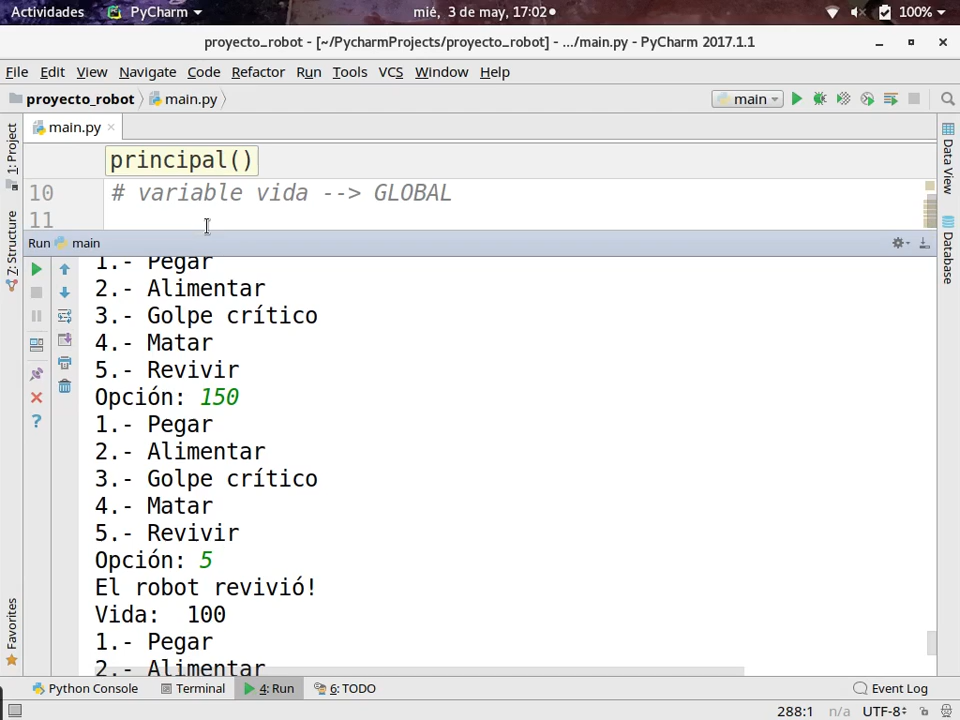 Actividades PyCharm mié, 3 de may, 17:02 100%
proyecto_robot - [~/PycharmProjects/proyecto_robot] - .../main.py - PyCharm 2017.1.1
File Edit View Navigate Code Refactor Run Tools VCS Window Help
proyecto_robot main.py main
main.py
principal()
10 # variable vida --> GLOBAL
11
Run main
1.- Pegar
2.- Alimentar
3.- Golpe crítico
4.- Matar
5.- Revivir
Opción: 150
1.- Pegar
2.- Alimentar
3.- Golpe crítico
4.- Matar
5.- Revivir
Opción: 5
El robot revivió!
Vida:  100
1.- Pegar
2.- Alimentar
1: Project
7: Structure
Favorites
Data View
Database
Python Console Terminal 4: Run 6: TODO Event Log
288:1 n/a UTF-8